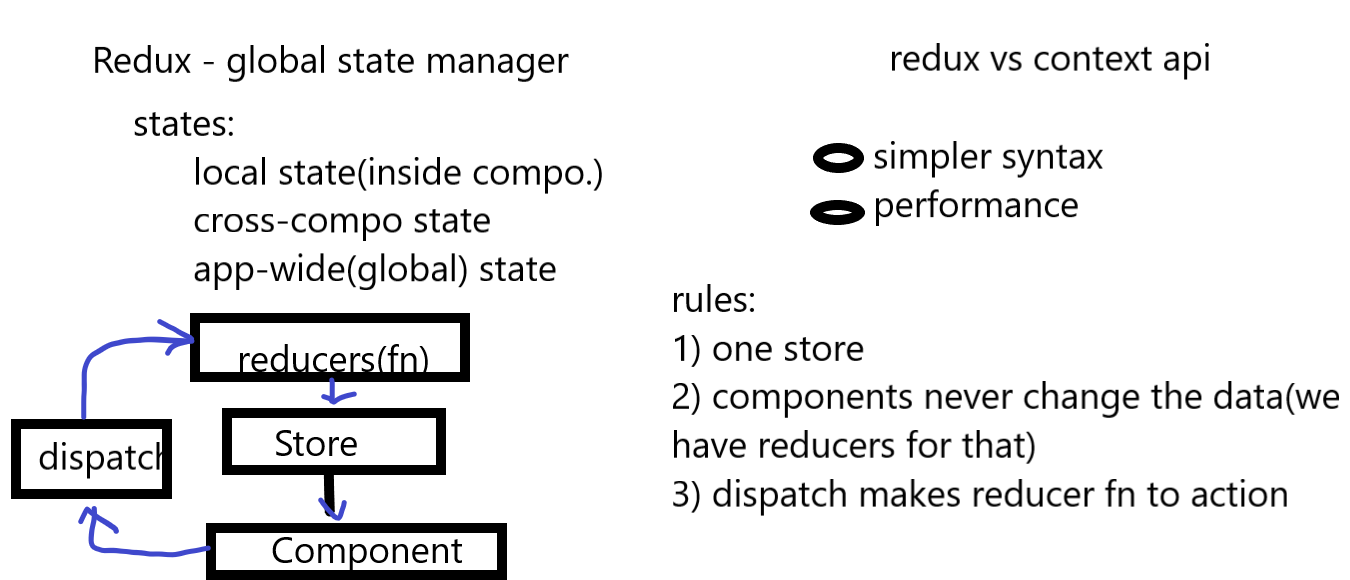 Redux - global state manager
states:
local state(inside compo.)
cross-compo state
app-wide(global) state
reducers(fn)
Store
dispatch
Component
redux vs context api
simpler syntax
performance
rules:
1) one store
2) components never change the data(we
have reducers for that)
3) dispatch makes reducer fn to action